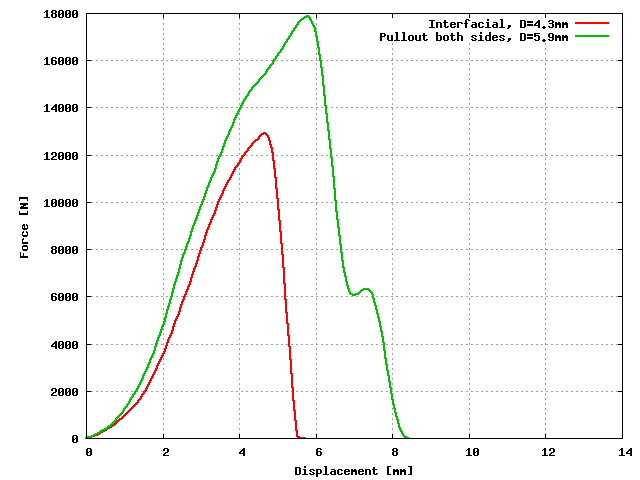 18000
16000
14000
12000
10000
8000
6000
4000
2000
0
0 2 4 6 8 10 12 14
Force [N]
Displacement [mm]
Interfacial, D=4.3mm
Pullout both sides, D=5.9mm